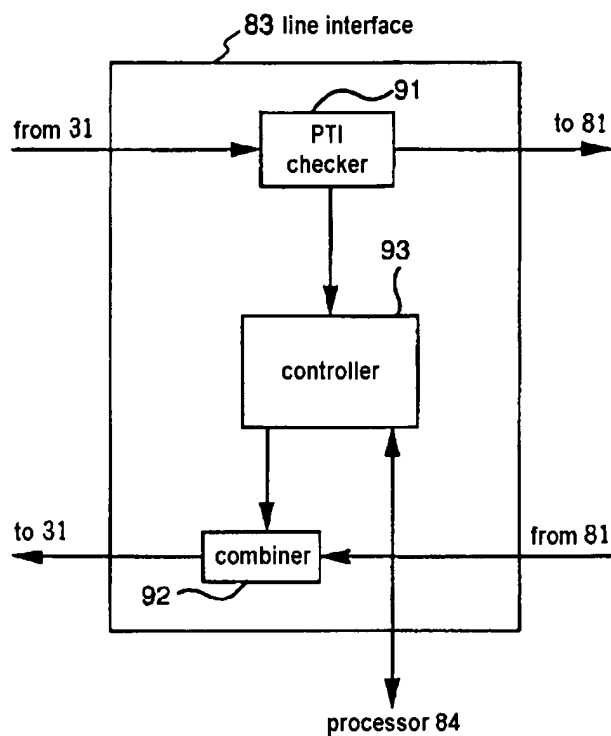 83 line interface
91
from 31
PTI
checker
to 81
93
controller
to 31
combiner
from 81
92
processor 84